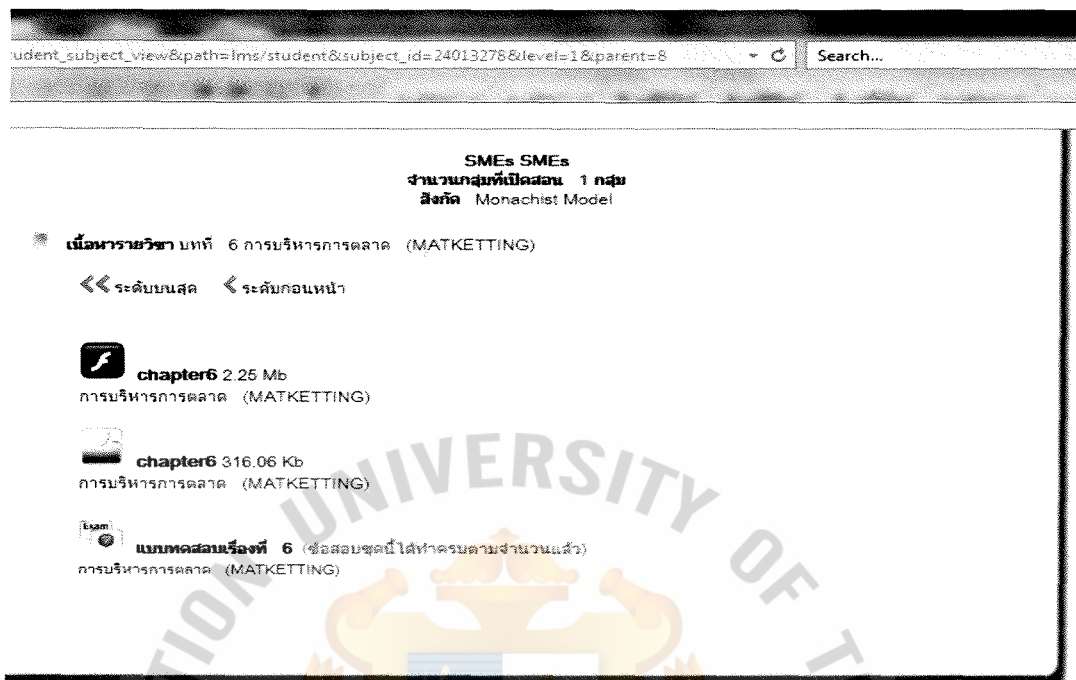 udent_subject_view&path=lms/student&subject_id=24013278&level=1&parent=8
Search...
SMEs SMEs
จำนวนกลุ่มที่เปิดสอน 1 กลุ่ม
สังกัด Monachist Model
เนื้อหารายวิชา บทที่ 6 การบริหารการตลาด (MATKETTING)
ระดับบนสุด ระดับก่อนหน้า
chapter6 2.25 Mb
การบริหารการตลาด (MATKETTING)
chapter6 316.06 Kb
การบริหารการตลาด (MATKETTING)
Exam
แบบทดสอบเรื่องที่ 6 (ข้อสอบชุดนี้ได้ทำครบตามจำนวนแล้ว)
การบริหารการตลาด (MATKETTING)
UNIVERSITY OF